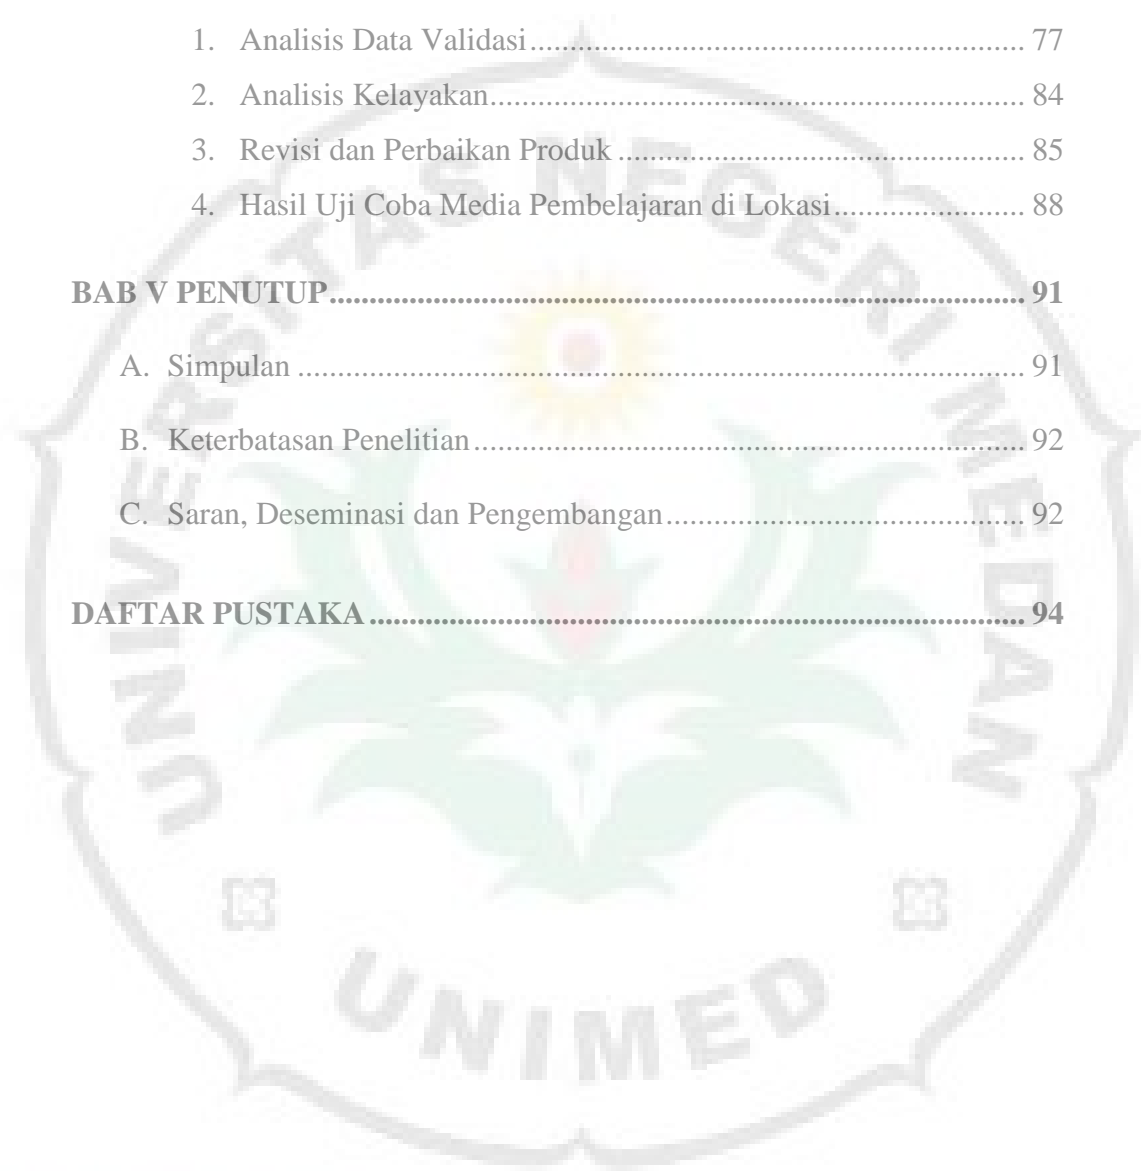 1. Analisis Data Validasi............................................................ 77
2. Analisis Kelayakan................................................................. 84
3. Revisi dan Perbaikan Produk ................................................. 85
4. Hasil Uji Coba Media Pembelajaran di Lokasi....................... 88
BAB V PENUTUP..................................................................................... 91
A. Simpulan ......................................................................................... 91
B. Keterbatasan Penelitian................................................................... 92
C. Saran, Deseminasi dan Pengembangan........................................... 92
DAFTAR PUSTAKA ................................................................................ 94
UNIVERSITAS NEGERI MEDAN
UNIMED